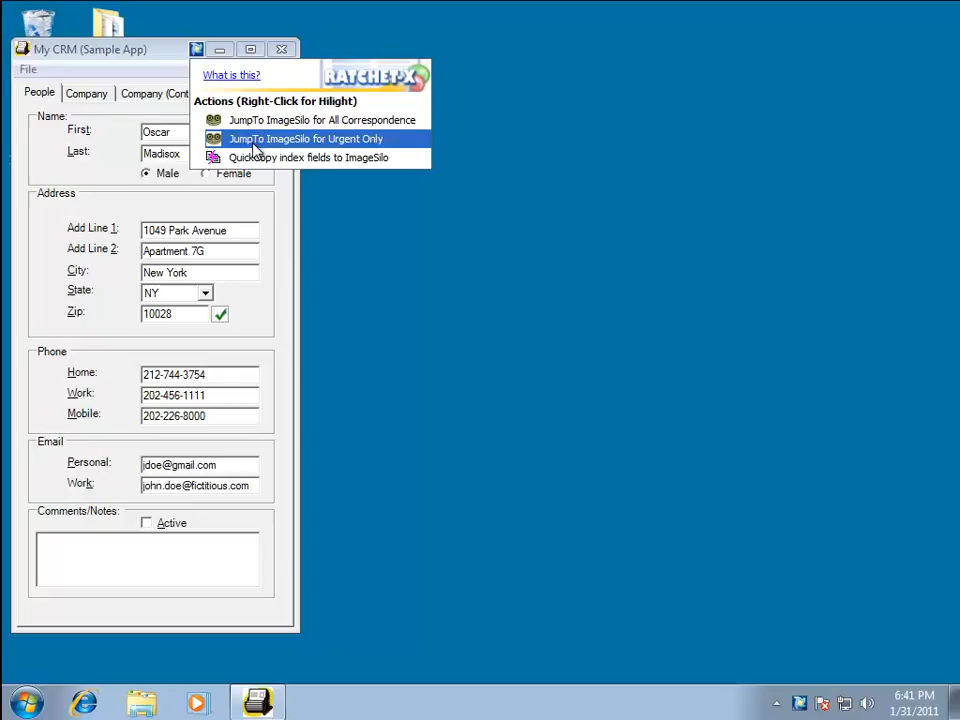 My CRM (Sample App)
File
What is this?
RATCHET-X
Actions (Right-Click for Hilight)
JumpTo ImageSilo for All Correspondence
JumpTo ImageSilo for Urgent Only
QuickCopy index fields to ImageSilo
People
Company
Company (Cont
Name:
First:
Oscar
Last:
Madisox
Male
Female
Address
Add Line 1:
1049 Park Avenue
Add Line 2:
Apartment 7G
City:
New York
State:
NY
Zip:
10028
Phone
Home:
212-744-3754
Work:
202-456-1111
Mobile:
202-226-8000
Email
Personal:
jdoe@gmail.com
Work:
john.doe@fictitious.com
Comments/Notes:
Active
6:41 PM
1/31/2011